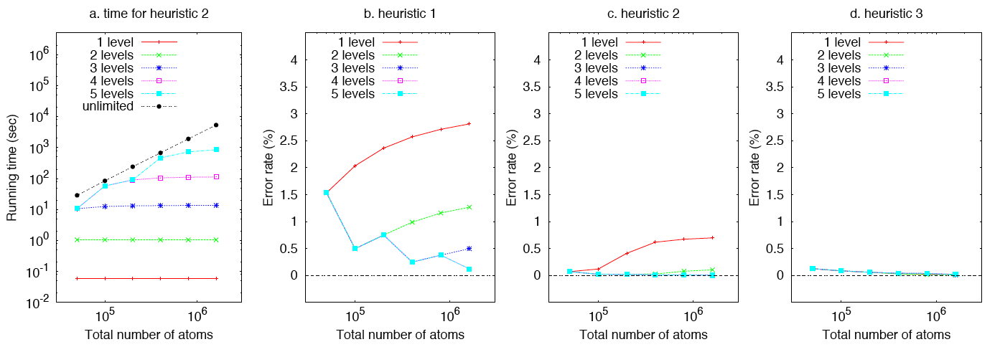 a. time for heuristic 2
Running time (sec)
10^6
10^5
10^4
10^3
10^2
10^1
10^0
10^-1
10^-2
1 level
2 levels
3 levels
4 levels
5 levels
unlimited
10^5
10^6
Total number of atoms
b. heuristic 1
Error rate (%)
4
3.5
3
2.5
2
1.5
1
0.5
0
1 level
2 levels
3 levels
4 levels
5 levels
10^5
10^6
Total number of atoms
c. heuristic 2
Error rate (%)
4
3.5
3
2.5
2
1.5
1
0.5
0
1 level
2 levels
3 levels
4 levels
5 levels
10^5
10^6
Total number of atoms
d. heuristic 3
Error rate (%)
4
3.5
3
2.5
2
1.5
1
0.5
0
1 level
2 levels
3 levels
4 levels
5 levels
10^5
10^6
Total number of atoms